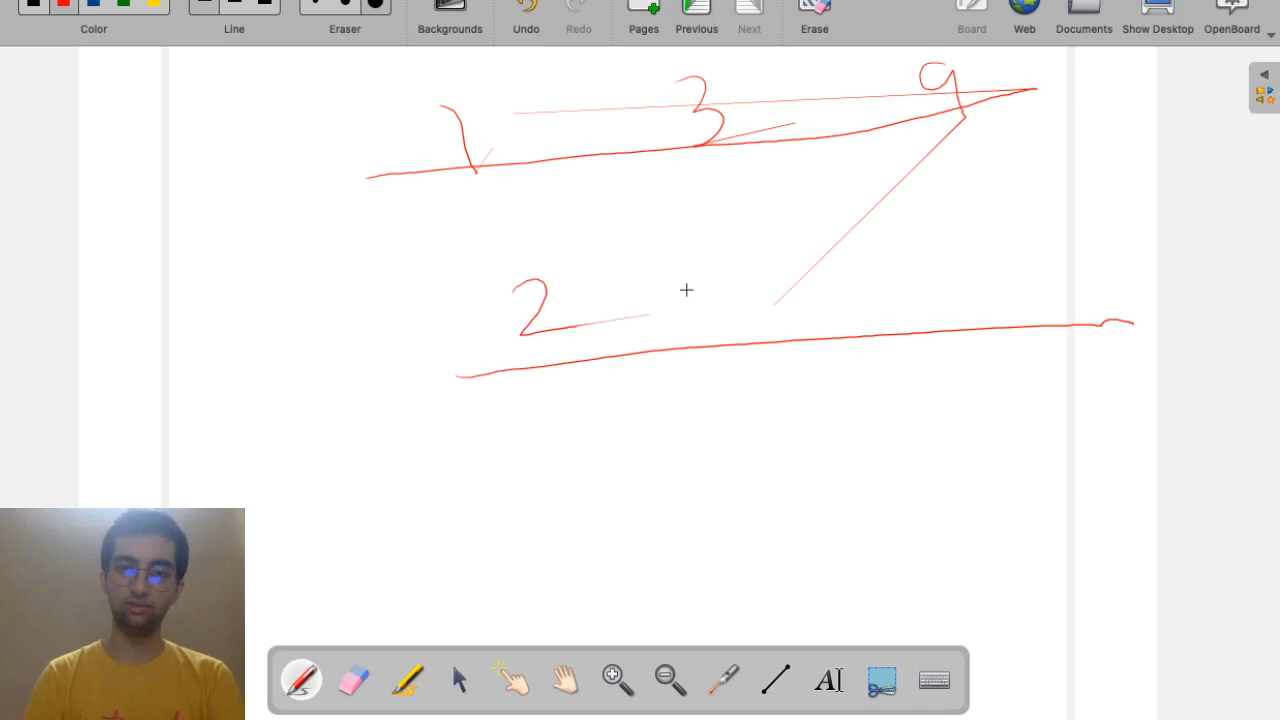 Color Line Eraser Backgrounds Undo Redo Pages Previous Next Erase Board Web Documents Show Desktop OpenBoard
1 3 9
2